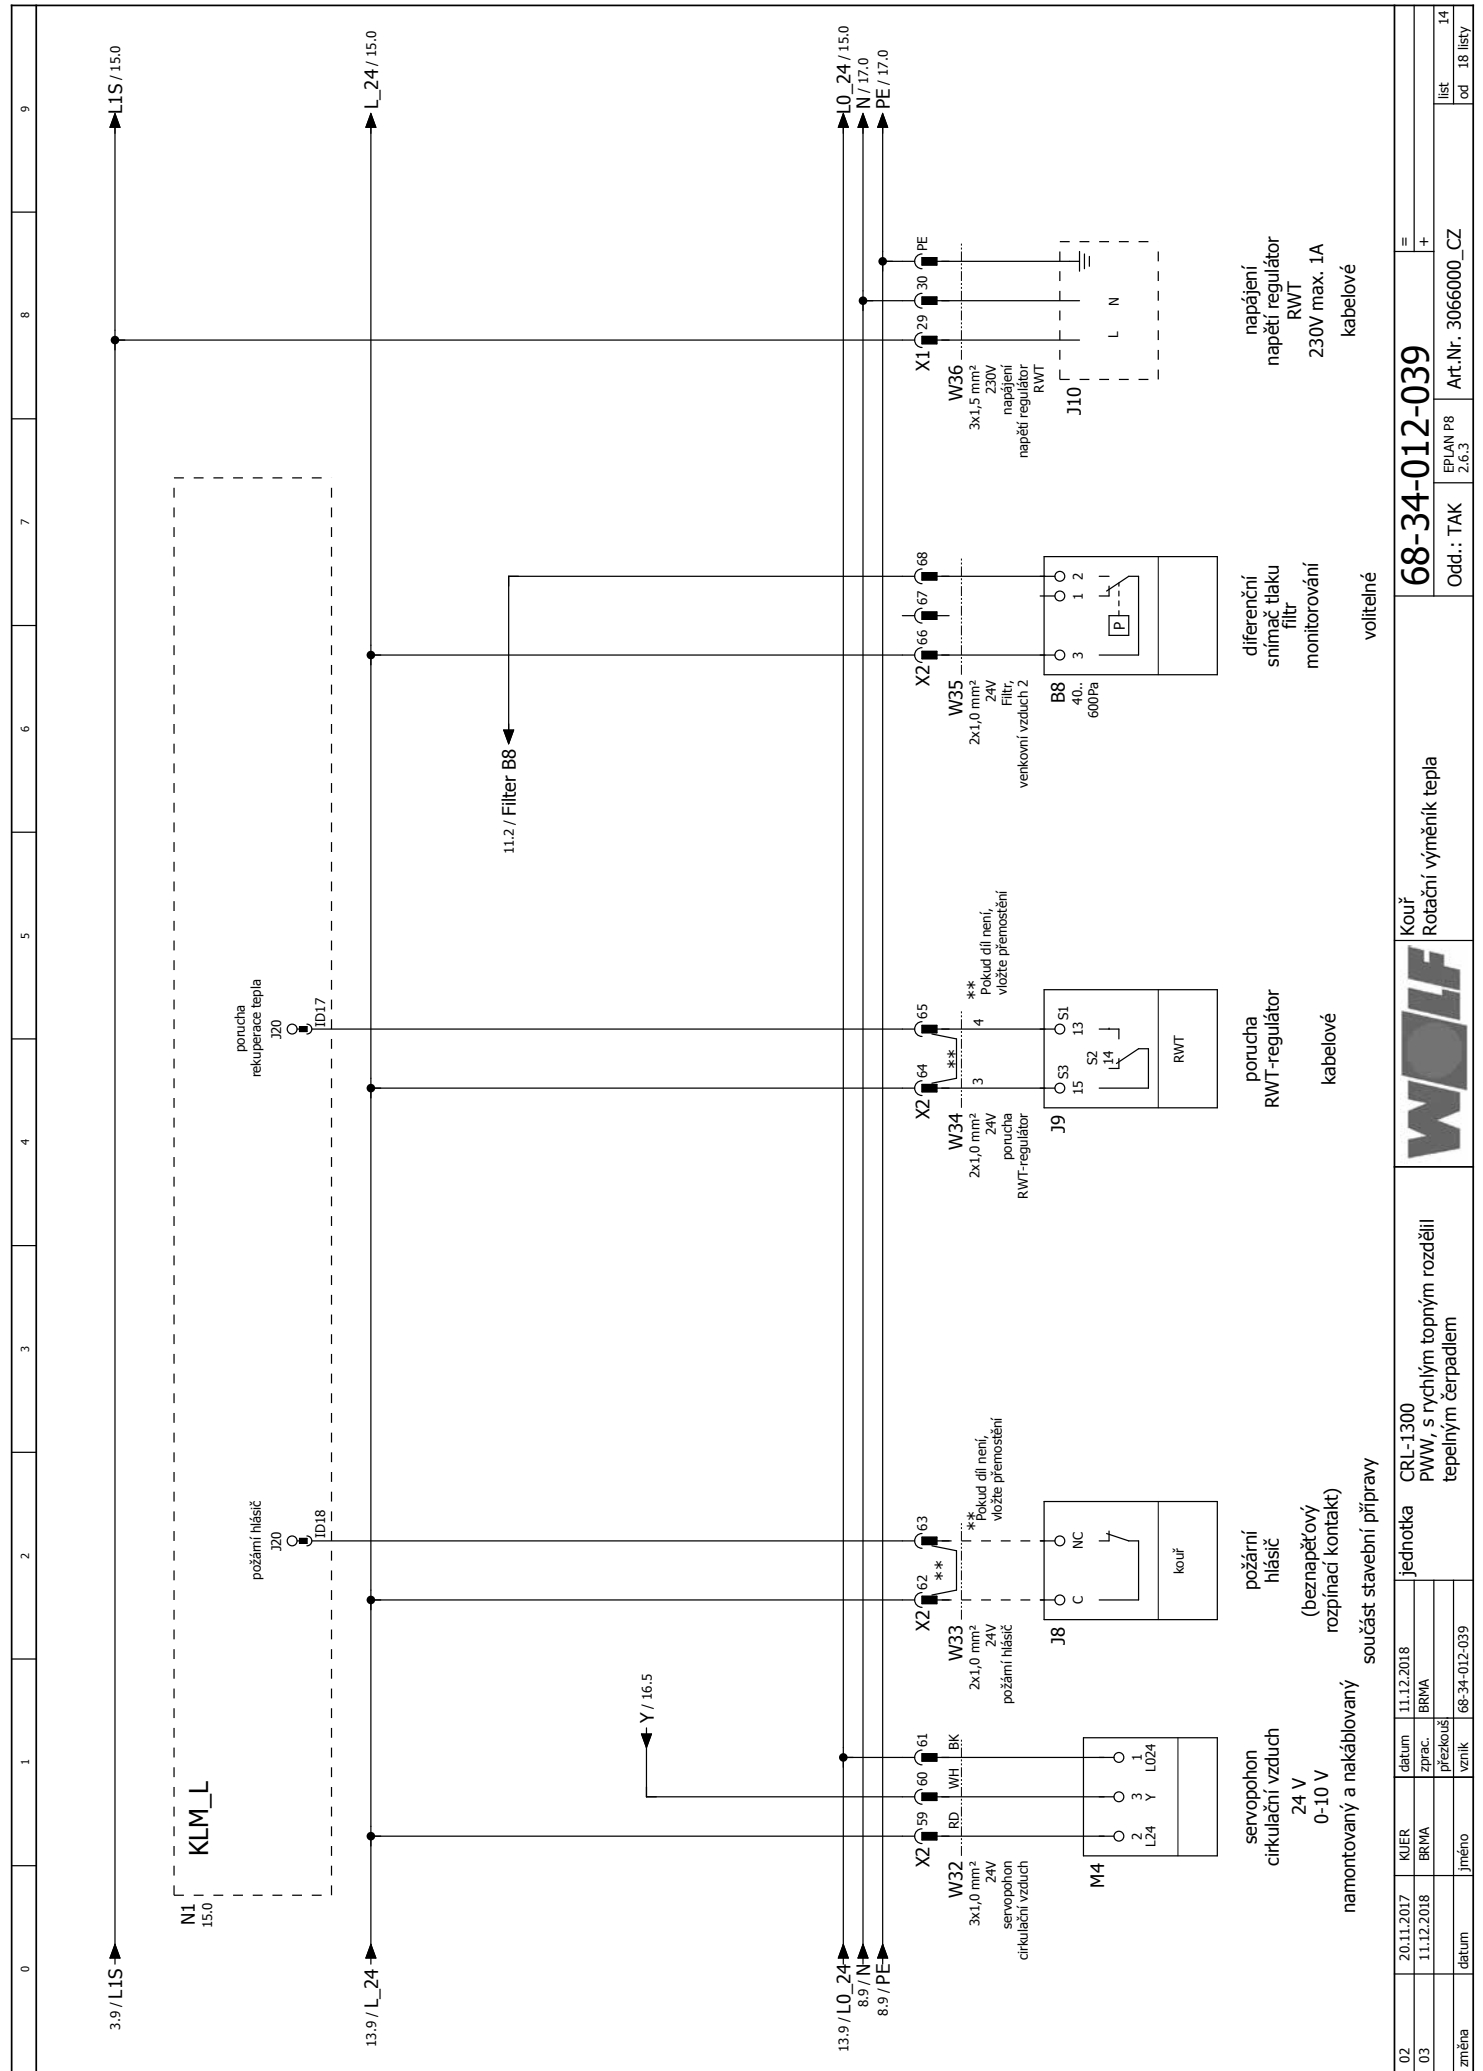 0 1 2 3 4 5 6 7 8 9
3.9 / L1S
L1S / 15.0
N1
15.0
KLM_L
požární hlásič
J20
ID18
porucha
rekuperace tepla
J20
ID17
13.9 / L_24
L_24 / 15.0
11.2 / Filter B8
Y / 16.5
13.9 / L0_24
8.9 / N
8.9 / PE
L0_24 / 15.0
N / 17.0
PE / 17.0
X2 59 60 61
W32
3x1,0 mm²
24V
servopohon
cirkulační vzduch
RD WH BK
M4
2 3 1
L24 Y L024
servopohon
cirkulační vzduch
24 V
0-10 V
namontovaný a nakáblovaný
X2 62 63
**
W33
2x1,0 mm²
24V
požární hlásič
**
Pokud díl není,
vložte přemostění
J8
C NC
kouř
požární
hlásič
(beznapěťový
rozpínací kontakt)
součást stavební přípravy
X2 64 65
**
W34
2x1,0 mm²
24V
porucha
RWT-regulátor
3 4
**
Pokud díl není,
vložte přemostění
J9
S3 S2 S1
15 14 13
RWT
porucha
RWT-regulátor
kabelové
X2 66 67 68
W35
2x1,0 mm²
24V
Filtr,
venkovní vzduch 2
B8
40..
600Pa
3 1 2
P
diferenční
snímač tlaku
filtr
monitorování
volitelné
X1 29 30 PE
W36
3x1,5 mm²
230V
napájení
napětí regulátor
RWT
J10
L N
napájení
napětí regulátor
RWT
230V max. 1A
kabelové
02 20.11.2017 KUER
03 11.12.2018 BRMA
změna datum jméno
datum 11.12.2018
zprac. BRMA
přezkouš.
vznik 68-34-012-039
jednotka CRL-1300
PWW, s rychlým topným rozdělil
tepelným čerpadlem
WOLF
Kouř
Rotační výměník tepla
68-34-012-039
=
+
Odd.: TAK
EPLAN P8
2.6.3
Art.Nr. 3066000_CZ
list 14
od 18 listy